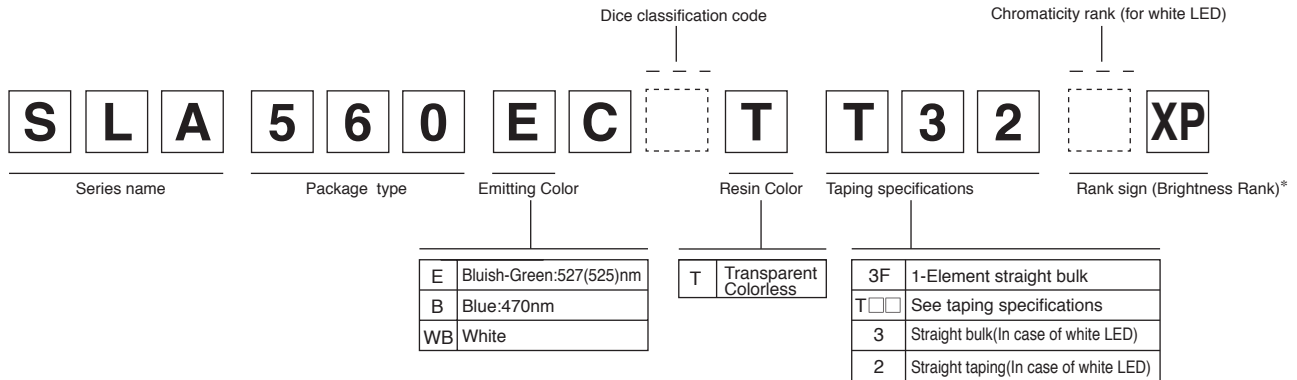 Dice classification code
Chromaticity rank (for white LED)
S L A 5 6 0 E C T T 3 2 XP
Series name
Package type
Emitting Color
Resin Color
Taping specifications
Rank sign (Brightness Rank)*
E Bluish-Green:527(525)nm
B Blue:470nm
WB White
T Transparent
Colorless
3F 1-Element straight bulk
T□□ See taping specifications
3 Straight bulk(In case of white LED)
2 Straight taping(In case of white LED)